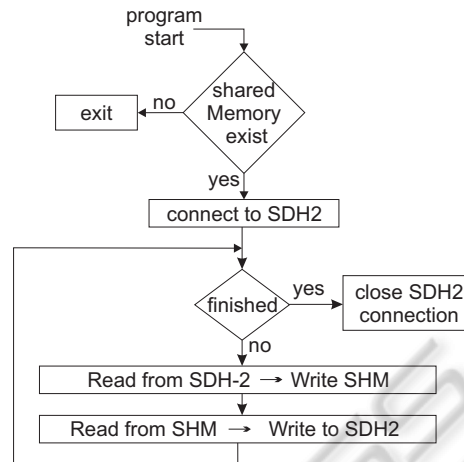 program
start
shared
Memory
exist
no
exit
yes
connect to SDH2
finished
yes
close SDH2
connection
no
Read from SDH-2 → Write SHM
Read from SHM → Write to SDH2